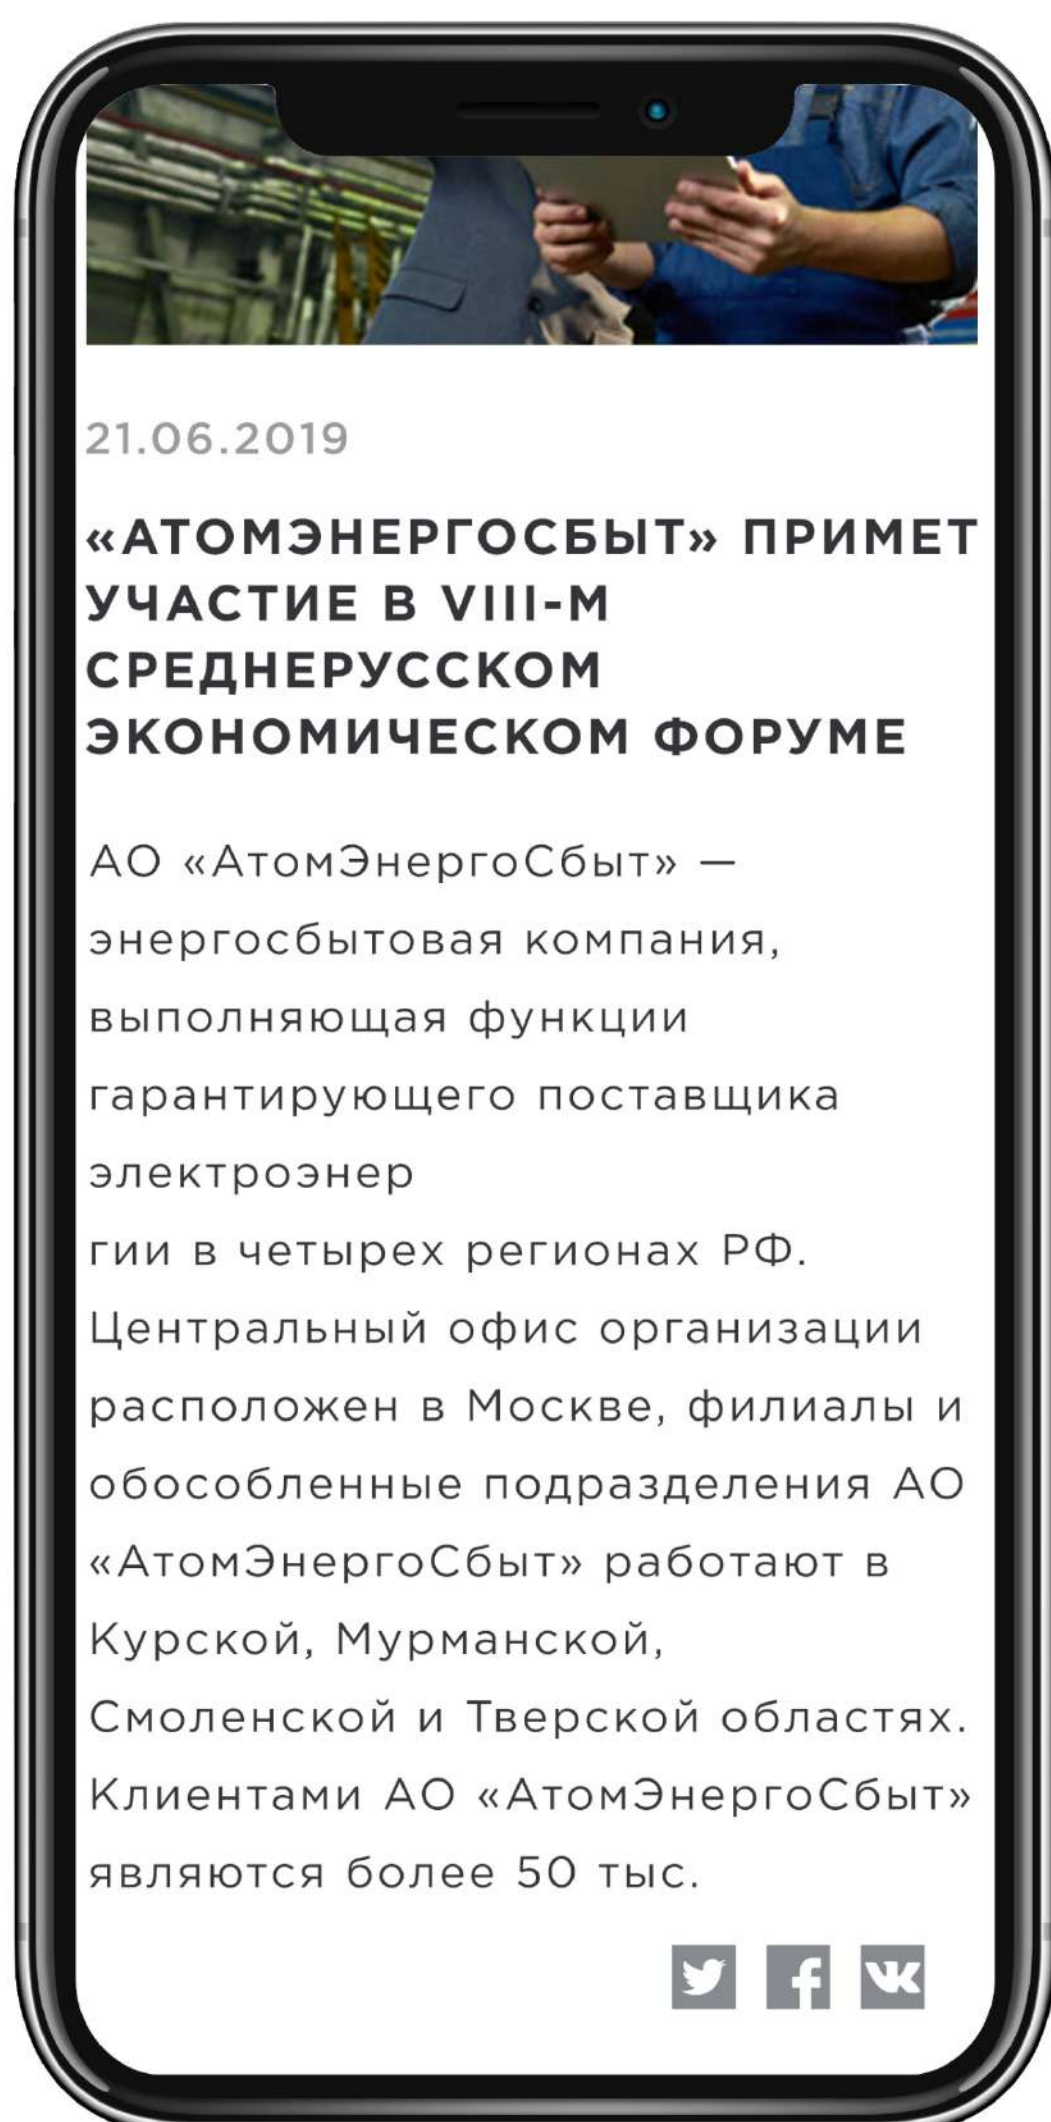 21.06.2019
«АТОМЭНЕРГОСБЫТ» ПРИМЕТ
УЧАСТИЕ В VIII-М
СРЕДНЕРУССКОМ
ЭКОНОМИЧЕСКОМ ФОРУМЕ
АО «АтомЭнергоСбыт» —
энергосбытовая компания,
выполняющая функции
гарантирующего поставщика
электроэнер
гии в четырех регионах РФ.
Центральный офис организации
расположен в Москве, филиалы и
обособленные подразделения АО
«АтомЭнергоСбыт» работают в
Курской, Мурманской,
Смоленской и Тверской областях.
Клиентами АО «АтомЭнергоСбыт»
являются более 50 тыс.